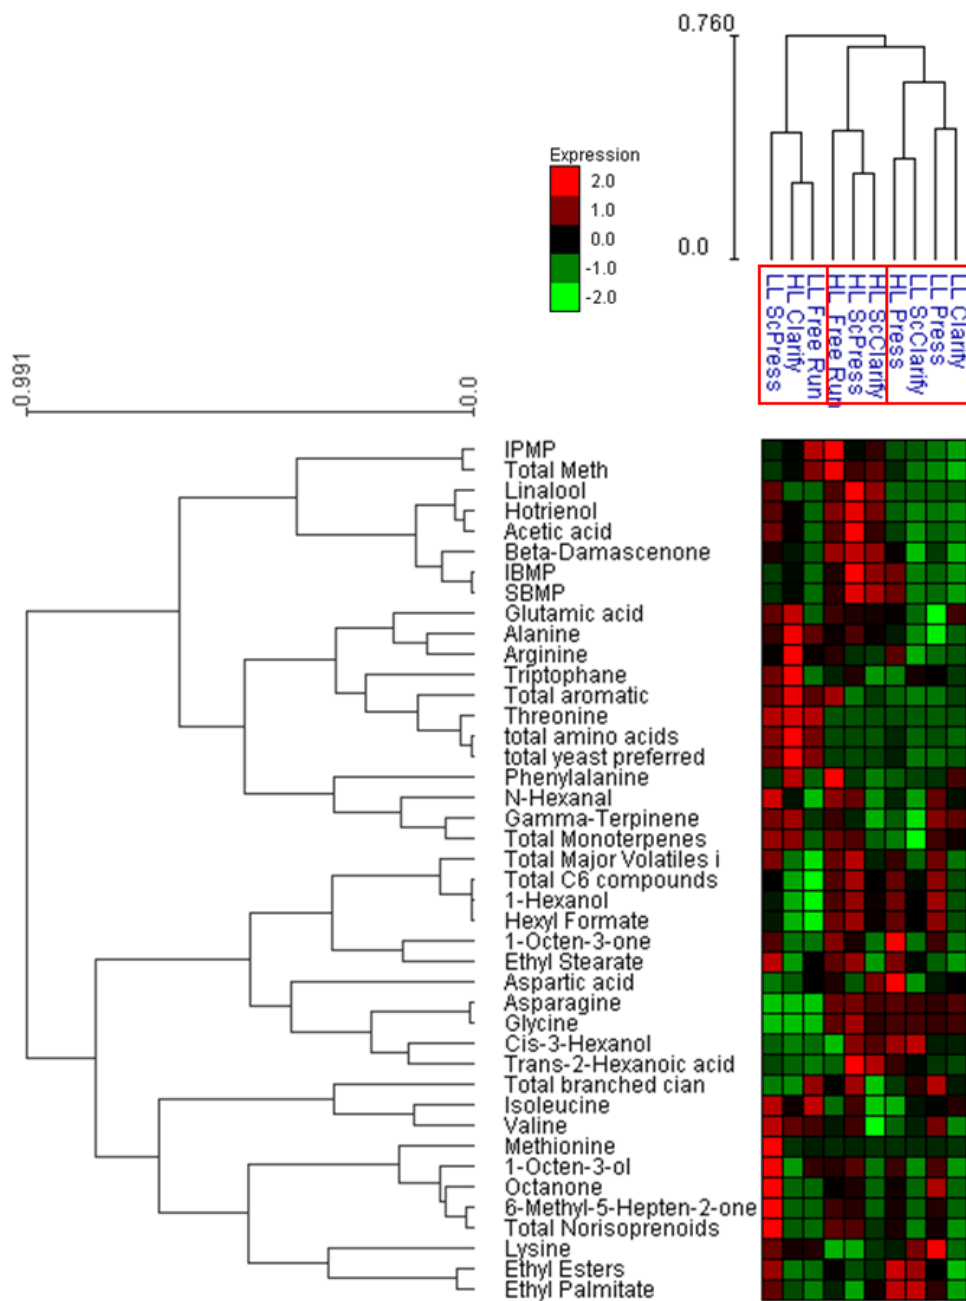 0.760
Expression
2.0
1.0
0.0
-1.0
-2.0
0.0
LL ScPress
HL Clarify
LL Free Run
HL Free Run
HL ScPress
HL ScClarify
HL Press
LL ScClarify
LL Press
LL Clarify
0.991
0.0
IPMP
Total Meth
Linalool
Hotrienol
Acetic acid
Beta-Damascenone
IBMP
SBMP
Glutamic acid
Alanine
Arginine
Triptophane
Total aromatic
Threonine
total amino acids
total yeast preferred
Phenylalanine
N-Hexanal
Gamma-Terpinene
Total Monoterpenes
Total Major Volatiles i
Total C6 compounds
1-Hexanol
Hexyl Formate
1-Octen-3-one
Ethyl Stearate
Aspartic acid
Asparagine
Glycine
Cis-3-Hexanol
Trans-2-Hexanoic acid
Total branched cian
Isoleucine
Valine
Methionine
1-Octen-3-ol
Octanone
6-Methyl-5-Hepten-2-one
Total Norisoprenoids
Lysine
Ethyl Esters
Ethyl Palmitate